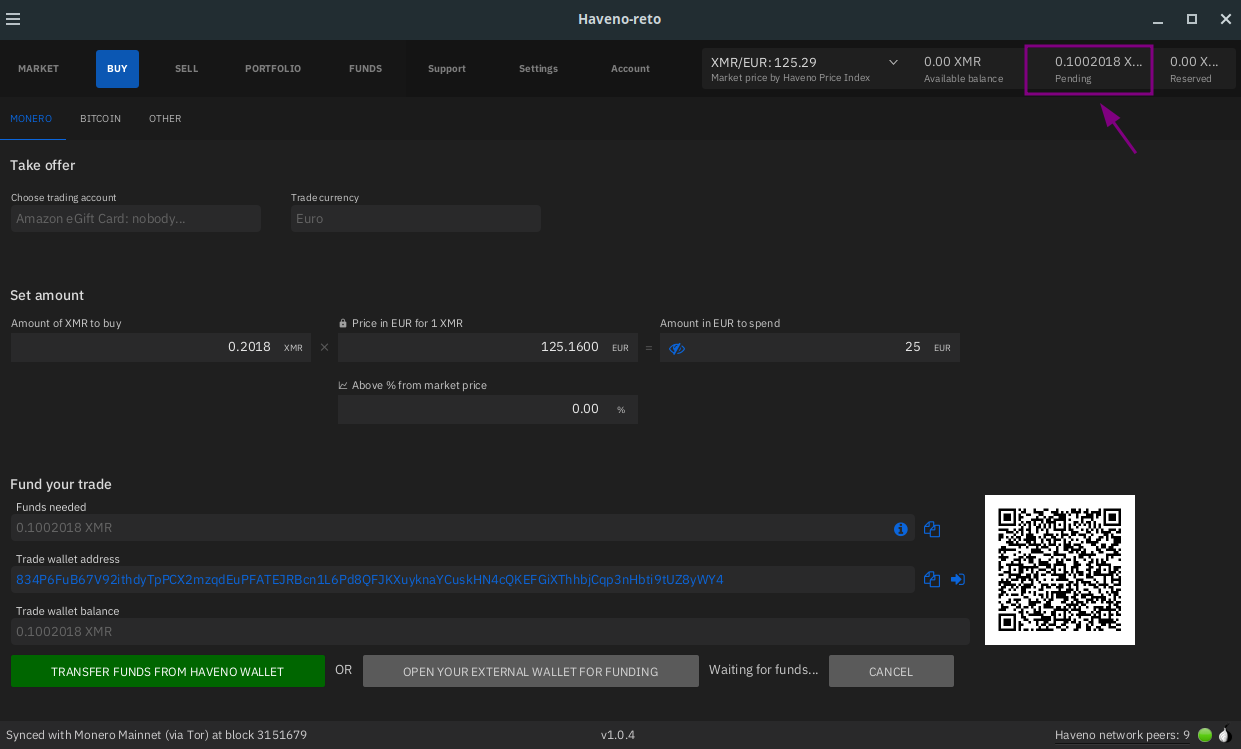 Haveno-reto
MARKET BUY SELL PORTFOLIO FUNDS Support Settings Account
XMR/EUR: 125.29
Market price by Haveno Price Index
0.00 XMR
Available balance
0.1002018 X...
Pending
0.00 X...
Reserved
MONERO BITCOIN OTHER
Take offer
Choose trading account
Amazon eGift Card: nobody...
Trade currency
Euro
Set amount
Amount of XMR to buy
0.2018 XMR
×
Price in EUR for 1 XMR
125.1600 EUR
=
Amount in EUR to spend
25 EUR
Above % from market price
0.00 %
Fund your trade
Funds needed
0.1002018 XMR
Trade wallet address
834P6FuB67V92ithdyTpPCX2mzqdEuPFATEJRBcn1L6Pd8QFJKXuyknaYCuskHN4cQKEFGiXThhbjCqp3nHbti9tUZ8yWY4
Trade wallet balance
0.1002018 XMR
TRANSFER FUNDS FROM HAVENO WALLET OR OPEN YOUR EXTERNAL WALLET FOR FUNDING Waiting for funds... CANCEL
Synced with Monero Mainnet (via Tor) at block 3151679 v1.0.4 Haveno network peers: 9